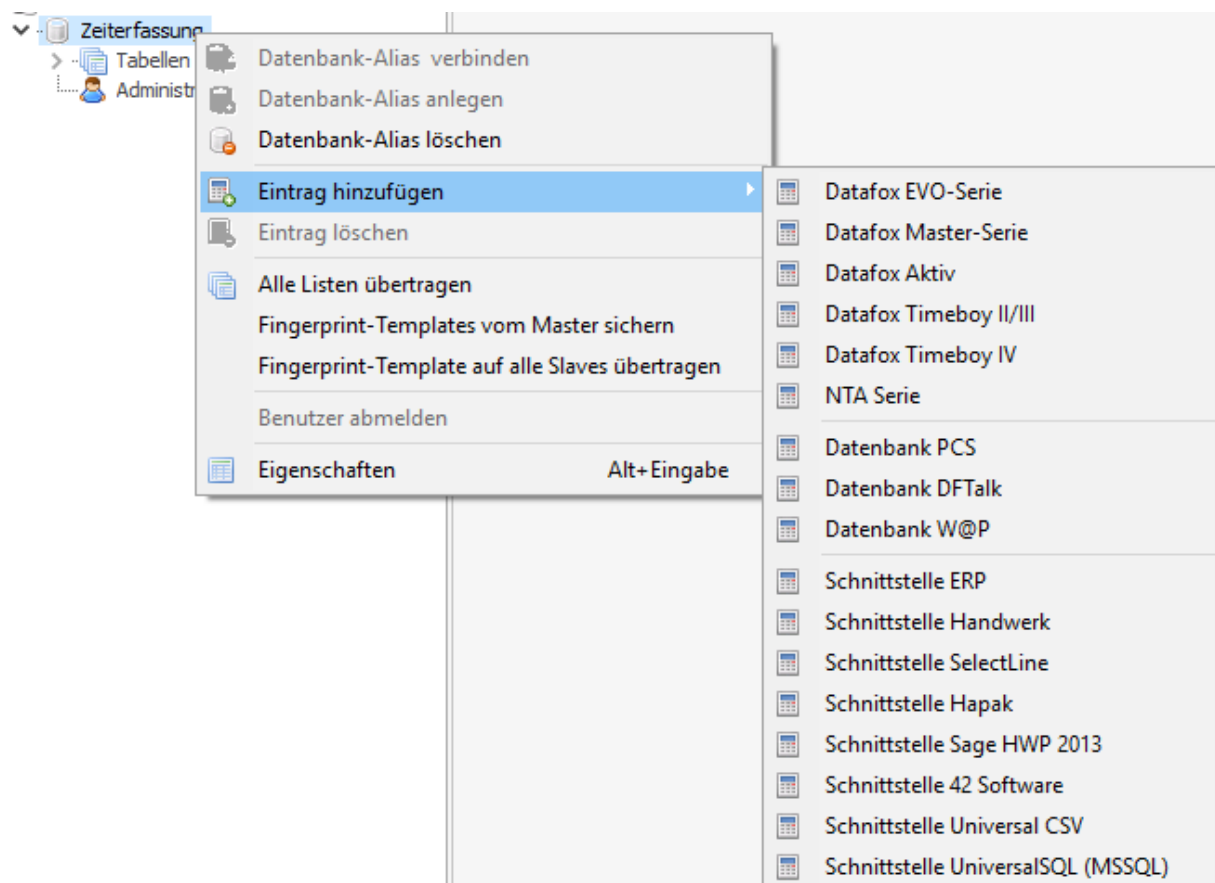 Zeiterfassung
Tabellen
Administr
Datenbank-Alias verbinden
Datenbank-Alias anlegen
Datenbank-Alias löschen
Eintrag hinzufügen
Eintrag löschen
Alle Listen übertragen
Fingerprint-Templates vom Master sichern
Fingerprint-Template auf alle Slaves übertragen
Benutzer abmelden
Eigenschaften Alt+Eingabe
Datafox EVO-Serie
Datafox Master-Serie
Datafox Aktiv
Datafox Timeboy II/III
Datafox Timeboy IV
NTA Serie
Datenbank PCS
Datenbank DFTalk
Datenbank W@P
Schnittstelle ERP
Schnittstelle Handwerk
Schnittstelle SelectLine
Schnittstelle Hapak
Schnittstelle Sage HWP 2013
Schnittstelle 42 Software
Schnittstelle Universal CSV
Schnittstelle UniversalSQL (MSSQL)